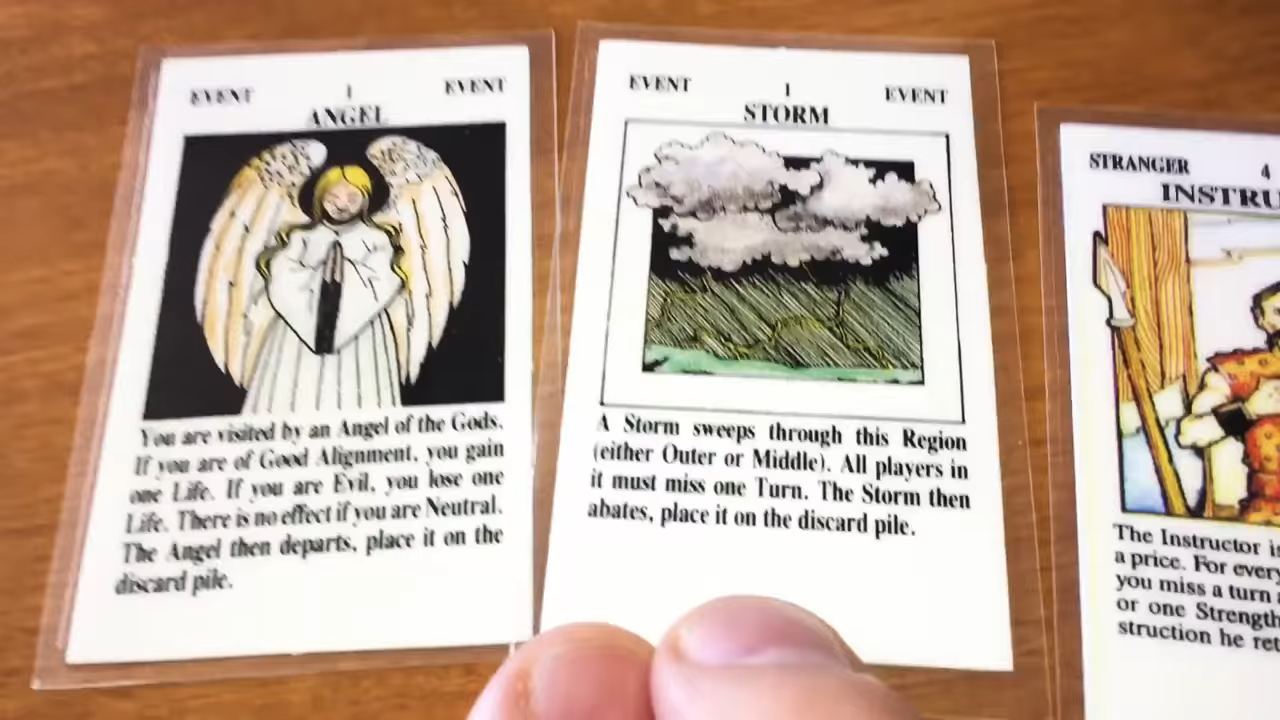 EVENT 1 EVENT
ANGEL
You are visited by an Angel of the Gods.
If you are of Good Alignment, you gain
one Life. If you are Evil, you lose one
Life. There is no effect if you are Neutral.
The Angel then departs, place it on the
discard pile.
EVENT 1 EVENT
STORM
A Storm sweeps through this Region
(either Outer or Middle). All players in
it must miss one Turn. The Storm then
abates, place it on the discard pile.
STRANGER 4
INSTRU
The Instructor is
a price. For every
you miss a turn
or one Strength
struction he ret